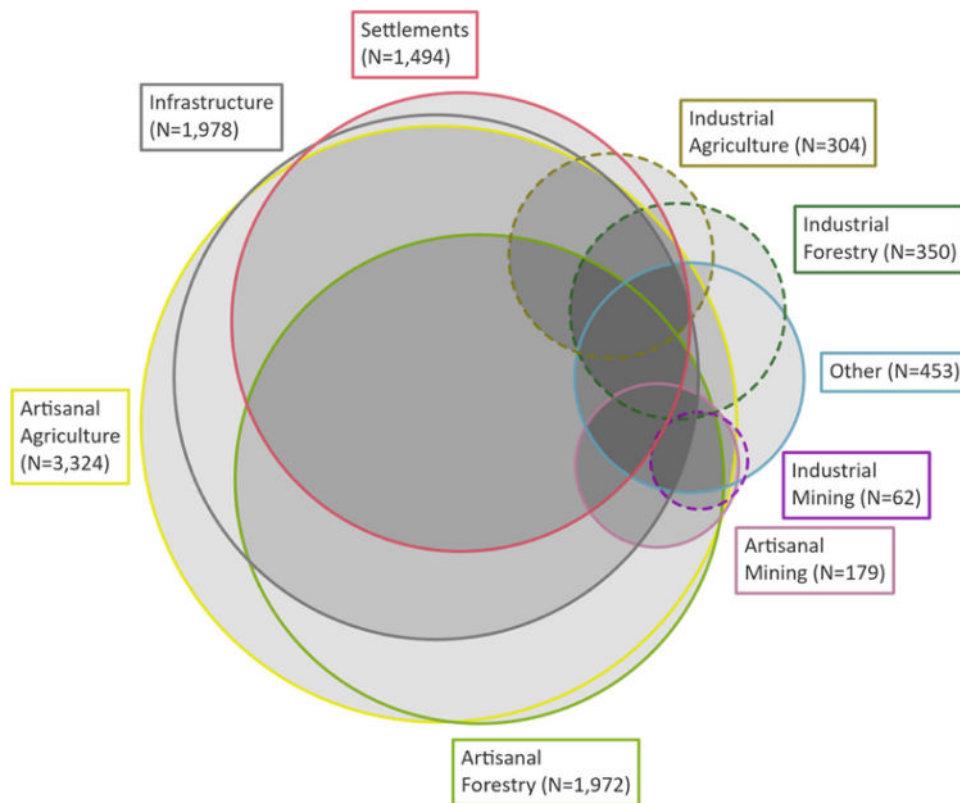 Settlements
(N=1,494)
Infrastructure
(N=1,978)
Industrial
Agriculture (N=304)
Industrial
Forestry (N=350)
Other (N=453)
Artisanal
Agriculture
(N=3,324)
Industrial
Mining (N=62)
Artisanal
Mining (N=179)
Artisanal
Forestry (N=1,972)